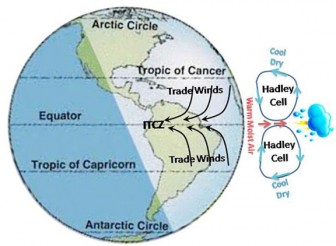 Arctic Circle
Tropic of Cancer
Trade Winds
Equator
ITCZ
Tropic of Capricorn
Trade Winds
Antarctic Circle
Cool
Dry
Hadley
Cell
Warm Moist Air
Hadley
Cell
Cool
Dry